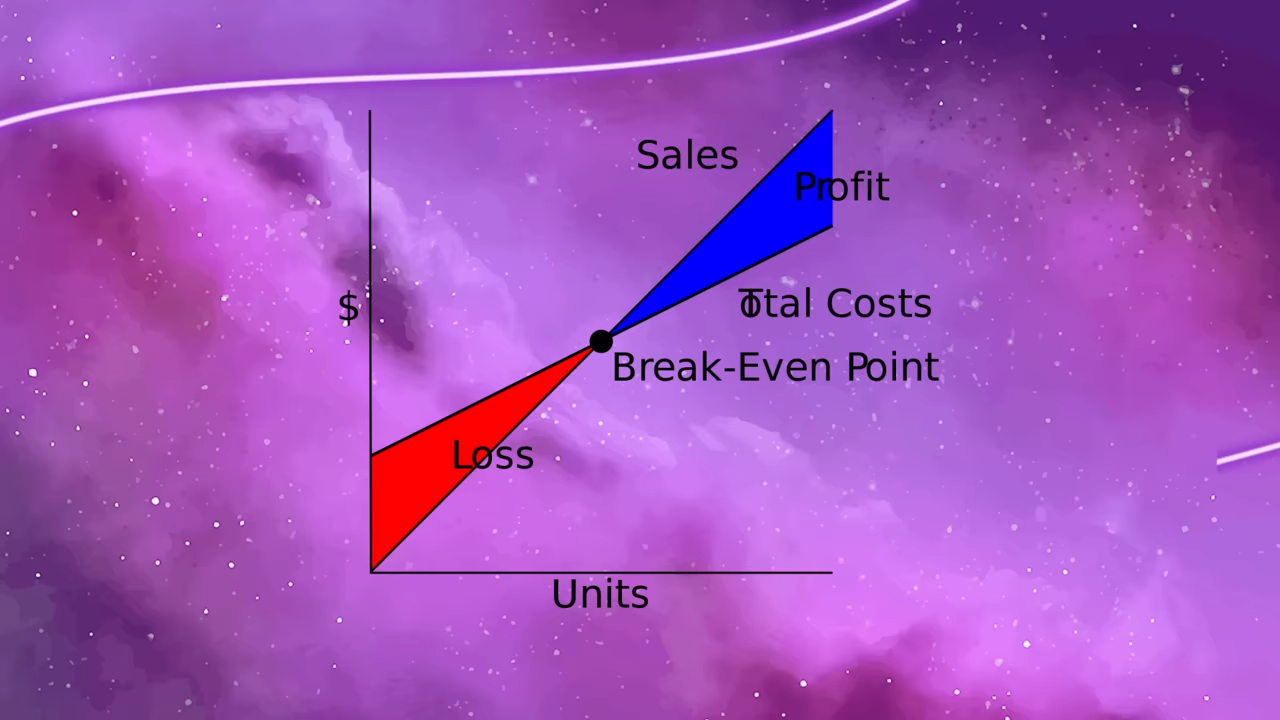 Sales
Profit
$
Total Costs
Break-Even Point
Loss
Units